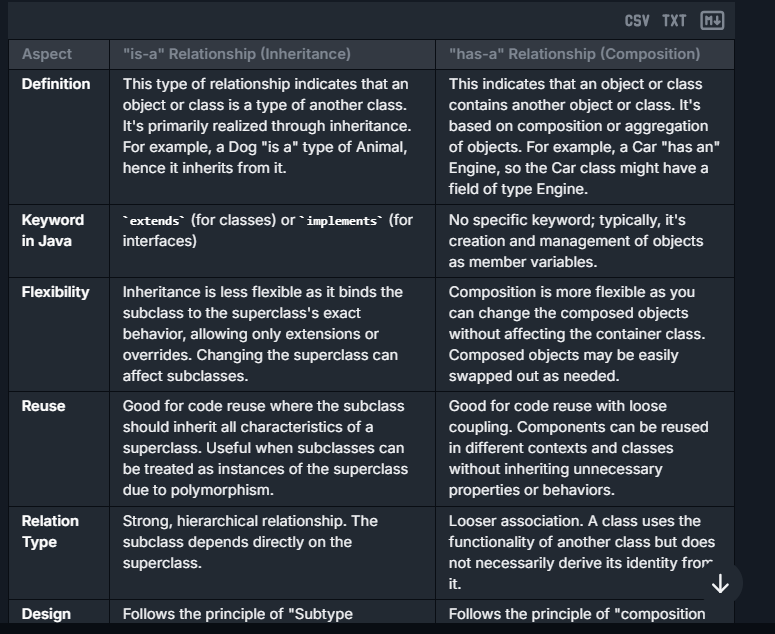 CSV TXT M↓
Aspect "is-a" Relationship (Inheritance) "has-a" Relationship (Composition)
Definition
This type of relationship indicates that an
object or class is a type of another class.
It's primarily realized through inheritance.
For example, a Dog "is a" type of Animal,
hence it inherits from it.
This indicates that an object or class
contains another object or class. It's
based on composition or aggregation
of objects. For example, a Car "has an"
Engine, so the Car class might have a
field of type Engine.
Keyword
in Java
`extends` (for classes) or `implements` (for
interfaces)
No specific keyword; typically, it's
creation and management of objects
as member variables.
Flexibility
Inheritance is less flexible as it binds the
subclass to the superclass's exact
behavior, allowing only extensions or
overrides. Changing the superclass can
affect subclasses.
Composition is more flexible as you
can change the composed objects
without affecting the container class.
Composed objects may be easily
swapped out as needed.
Reuse
Good for code reuse where the subclass
should inherit all characteristics of a
superclass. Useful when subclasses can
be treated as instances of the superclass
due to polymorphism.
Good for code reuse with loose
coupling. Components can be reused
in different contexts and classes
without inheriting unnecessary
properties or behaviors.
Relation
Type
Strong, hierarchical relationship. The
subclass depends directly on the
superclass.
Looser association. A class uses the
functionality of another class but does
not necessarily derive its identity from
it.
Design
Follows the principle of "Subtype
Follows the principle of "composition